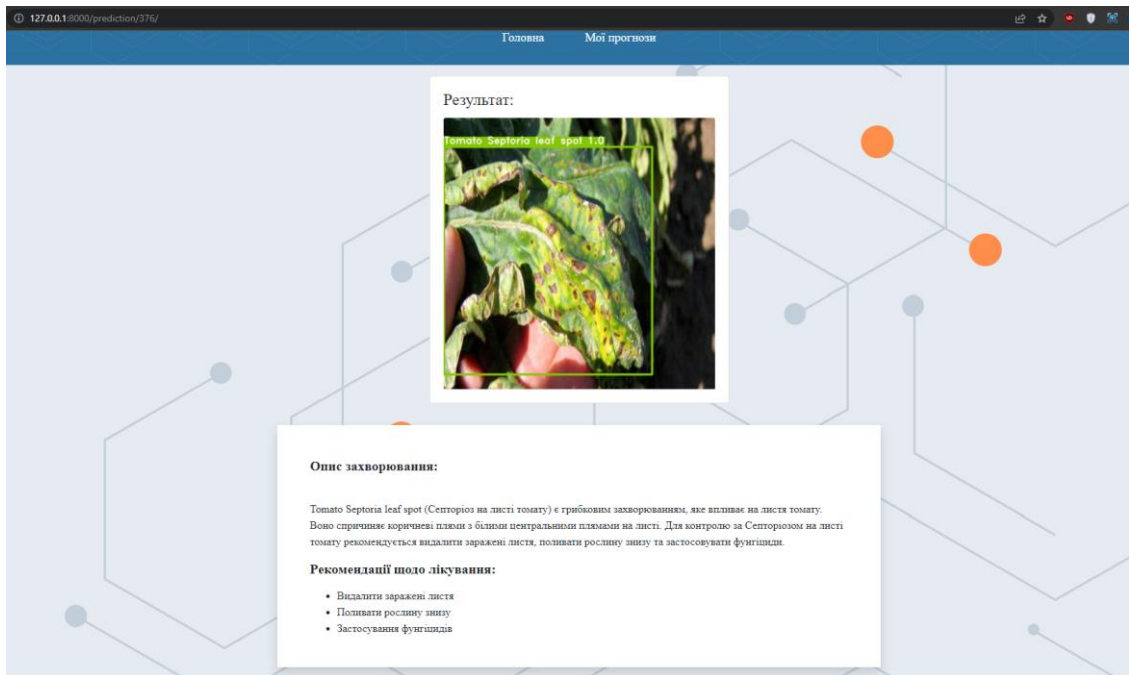 127.0.0.1:8000/prediction/376/
Головна Мої прогнози
Результат:
Tomato Septoria leaf spot 1.0
Опис захворювання:
Tomato Septoria leaf spot (Септоріоз на листі томату) є грибковим захворюванням, яке впливає на листя томату.
Воно спричиняє коричневі плями з білими центральними плямами на листі. Для контролю за Септоріозом на листі
томату рекомендується видалити заражені листя, поливати рослину знизу та застосовувати фунгіциди.
Рекомендації щодо лікування:
• Видалити заражені листя
• Поливати рослину знизу
• Застосування фунгіцидів